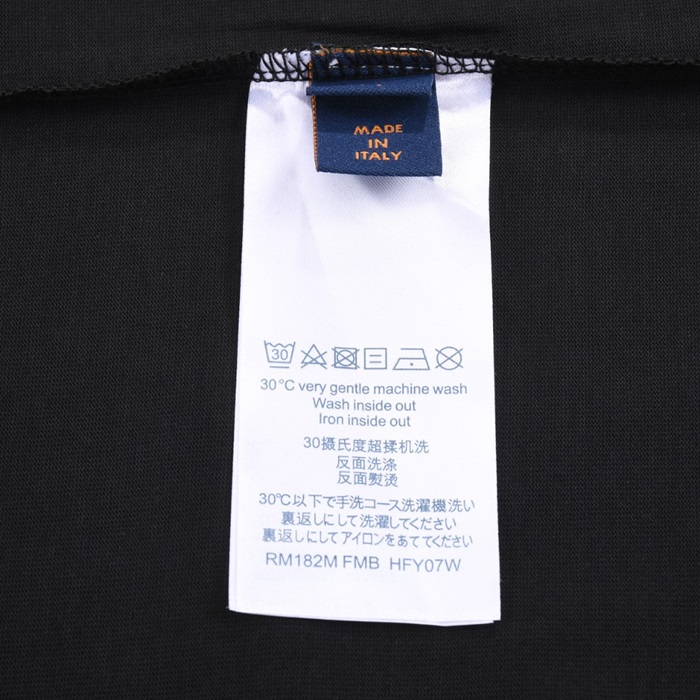 MADE
IN
ITALY
30
30°C very gentle machine wash
Wash inside out
Iron inside out
30摄氏度超揉机洗
反面洗涤
反面熨烫
30℃以下で手洗コース洗濯機洗い
裏返しにして洗濯してください
裏返しにしてアイロンをあててください
RM182M FMB HFY07W